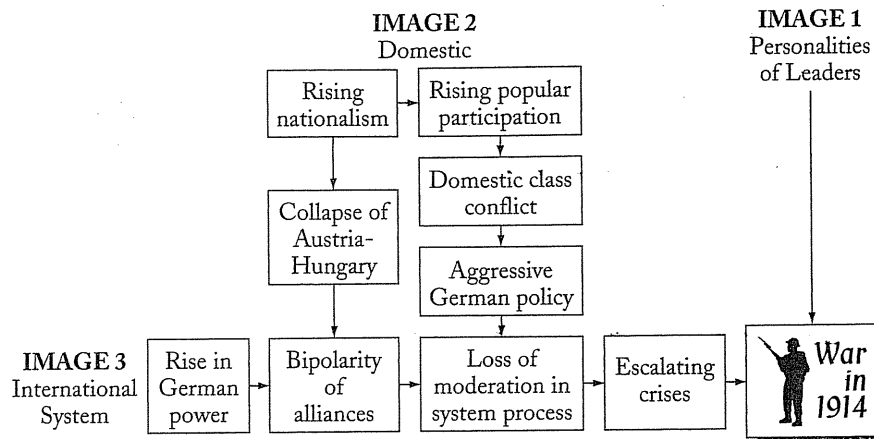 IMAGE 2
Domestic
IMAGE 1
Personalities
of Leaders
Rising
nationalism
Rising popular
participation
Collapse of
Austria-
Hungary
Domestic class
conflict
Aggressive
German policy
IMAGE 3
International
System
Rise in
German
power
Bipolarity
of
alliances
Loss of
moderation in
system process
Escalating
crises
War
in
1914